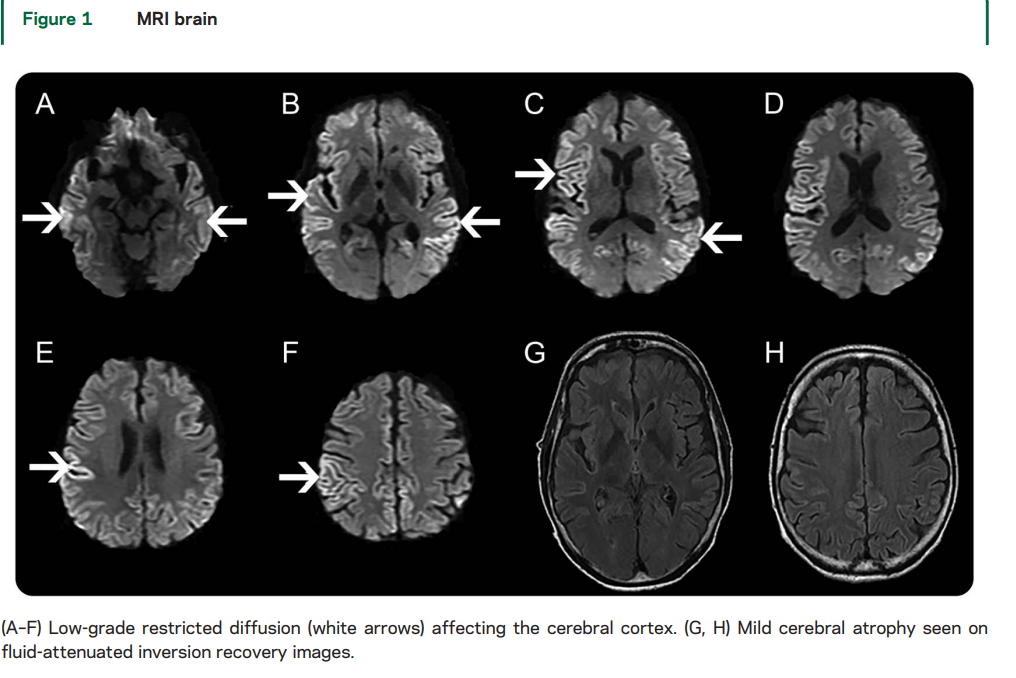 Figure 1 MRI brain
A B C D
E F G H
(A–F) Low-grade restricted diffusion (white arrows) affecting the cerebral cortex. (G, H) Mild cerebral atrophy seen on
fluid-attenuated inversion recovery images.